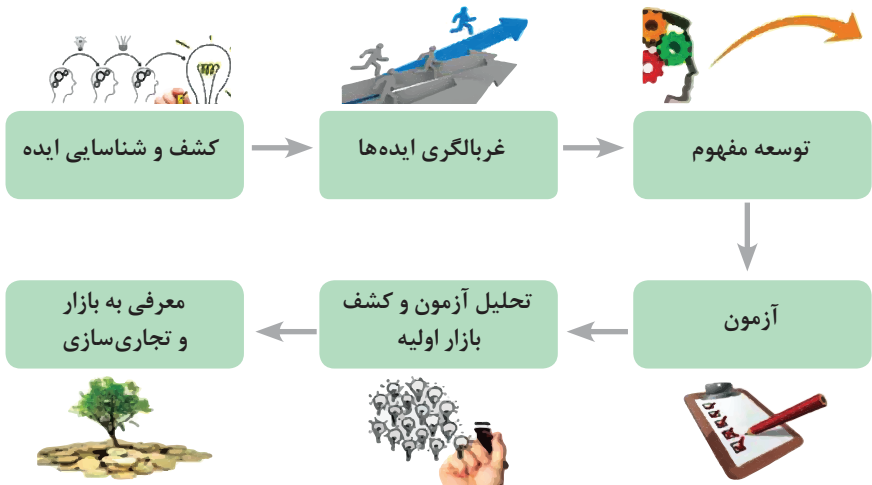 کشف و شناسایی ایده
غربالگری ایده‌ها
توسعه مفهوم
آزمون
تحلیل آزمون و کشف
بازار اولیه
معرفی به بازار
و تجاری‌سازی